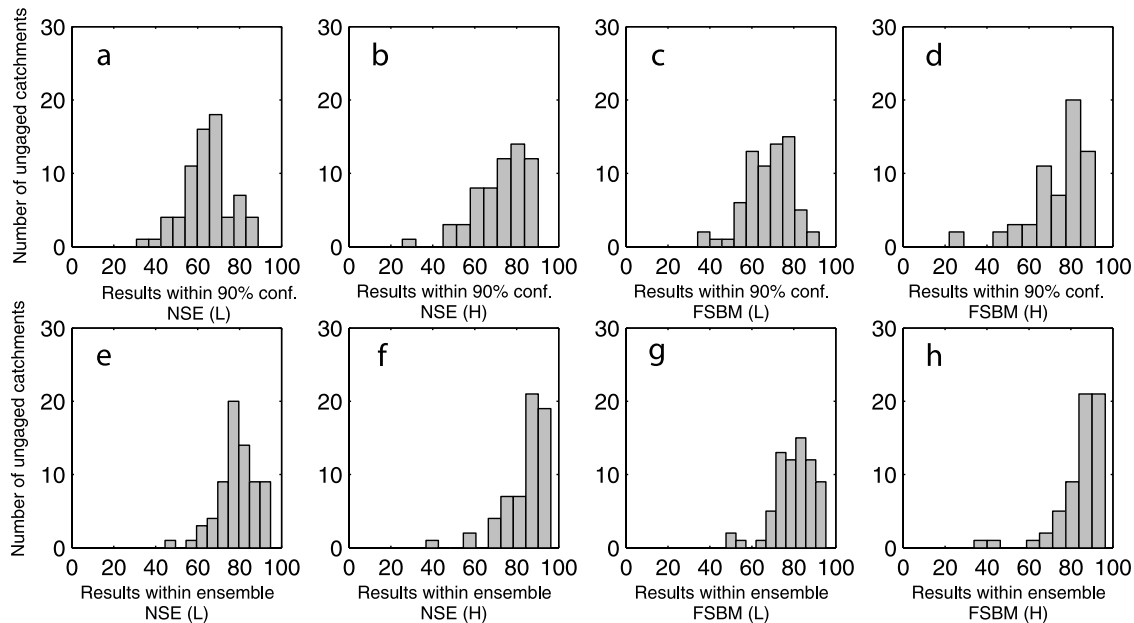 Number of ungaged catchments
30
20
10
0
a
0 20 40 60 80 100
Results within 90% conf.
NSE (L)
30
20
10
0
b
0 20 40 60 80 100
Results within 90% conf.
NSE (H)
30
20
10
0
c
0 20 40 60 80 100
Results within 90% conf.
FSBM (L)
30
20
10
0
d
0 20 40 60 80 100
Results within 90% conf.
FSBM (H)
Number of ungaged catchments
30
20
10
0
e
0 20 40 60 80 100
Results within ensemble
NSE (L)
30
20
10
0
f
0 20 40 60 80 100
Results within ensemble
NSE (H)
30
20
10
0
g
0 20 40 60 80 100
Results within ensemble
FSBM (L)
30
20
10
0
h
0 20 40 60 80 100
Results within ensemble
FSBM (H)